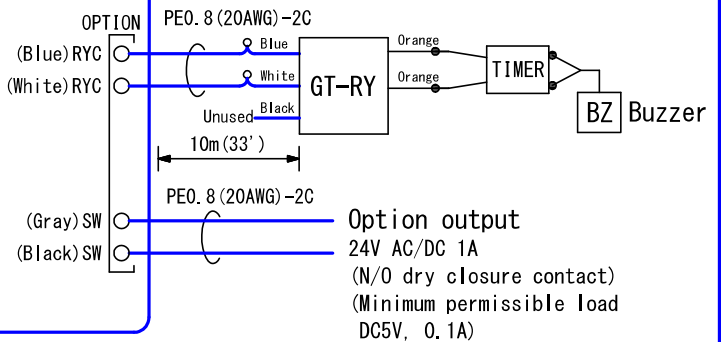 OPTION
PE0.8(20AWG)-2C
(Blue)RYC
Blue
Orange
(White)RYC
White
GT-RY
Orange
TIMER
Unused
Black
BZ
Buzzer
10m(33')
PE0.8(20AWG)-2C
(Gray)SW
Option output
(Black)SW
24V AC/DC 1A
(N/O dry closure contact)
(Minimum permissible load
DC5V, 0.1A)